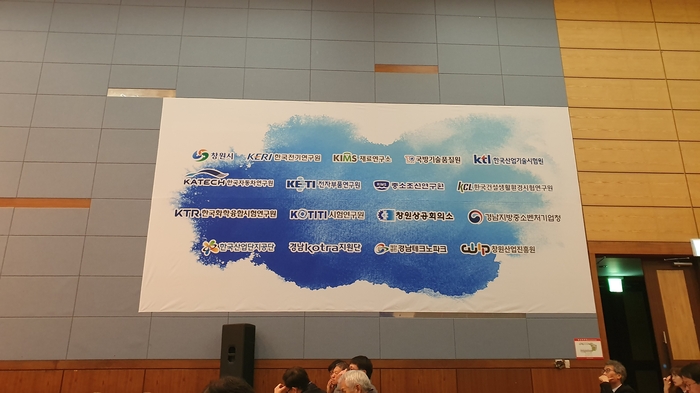 창원시 KERI 한국전기연구원 KIMS 재료연구소 국방기술품질원 ktl 한국산업기술시험원
KATECH 한국자동차연구원 KETI 전자부품연구원 중소조선연구원 KCL 한국건설생활환경시험연구원
KTR 한국화학융합시험연구원 KOTITI 시험연구원 창원상공회의소 경남지방중소벤처기업청
한국산업단지공단 경남kotra지원단 경남테크노파크 cwip 창원산업진흥원